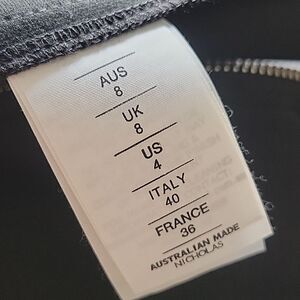 AUS
8
UK
8
US
4
ITALY
40
FRANCE
36
AUSTRALIAN MADE
NICHOLAS